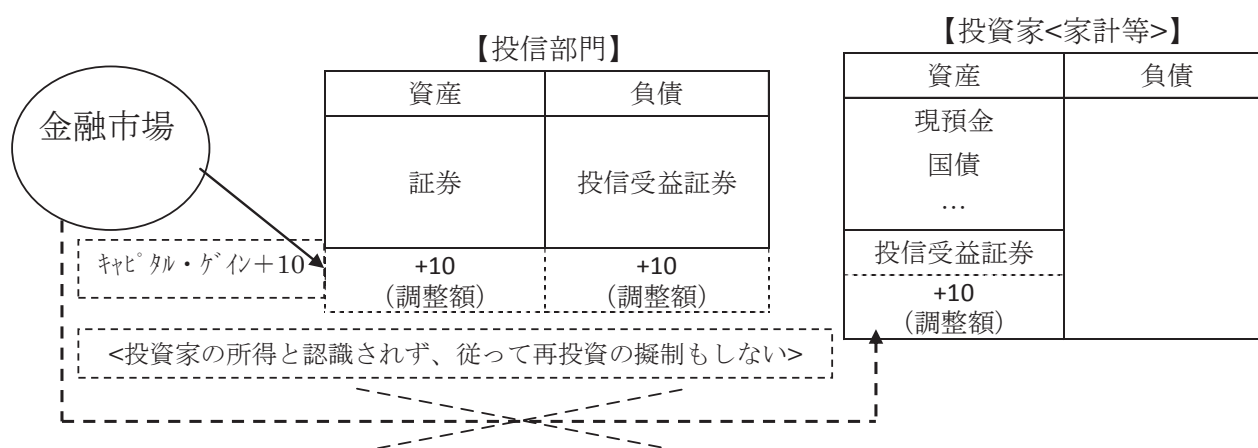 【投信部門】
資産
負債
証券
投信受益証券
+10
(調整額)
+10
(調整額)
金融市場
ｷｬﾋﾟﾀﾙ・ｹﾞｲﾝ＋10
<投資家の所得と認識されず、従って再投資の擬制もしない>
【投資家<家計等>】
資産
負債
現預金
国債
…
投信受益証券
+10
(調整額)